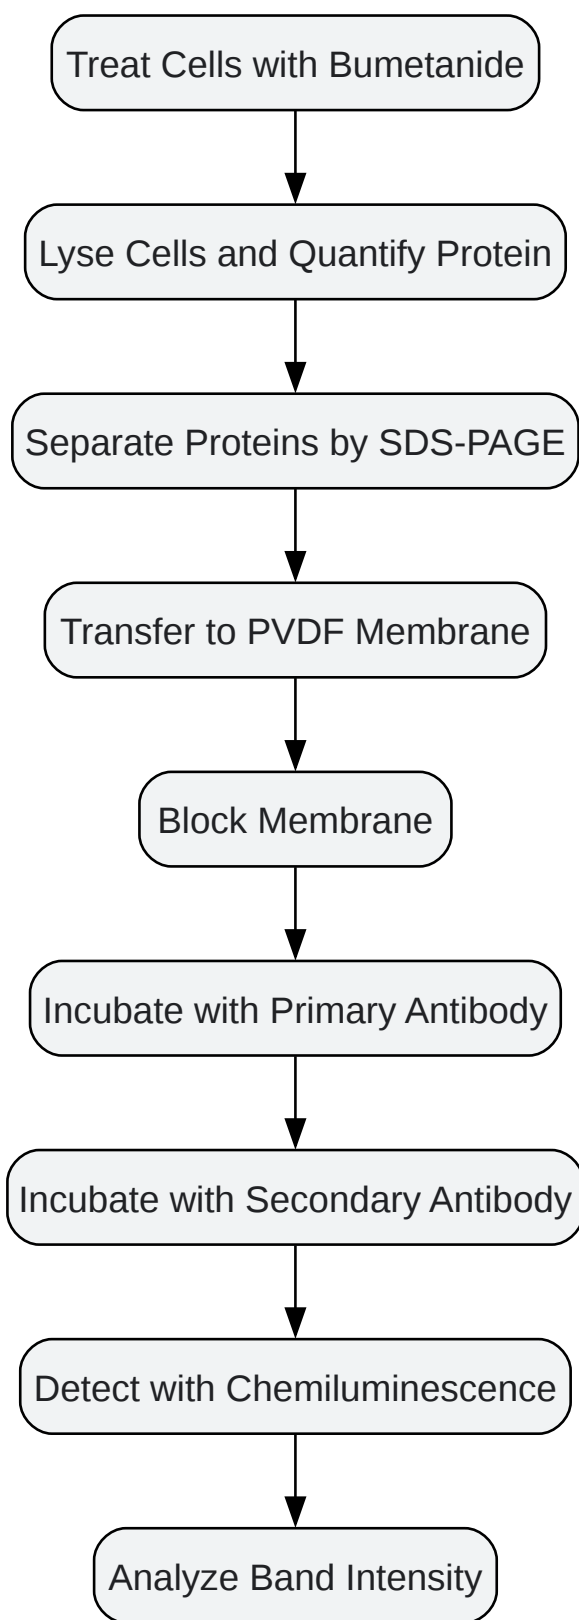 Treat Cells with Bumetanide
Lyse Cells and Quantify Protein
Separate Proteins by SDS-PAGE
Transfer to PVDF Membrane
Block Membrane
Incubate with Primary Antibody
Incubate with Secondary Antibody
Detect with Chemiluminescence
Analyze Band Intensity